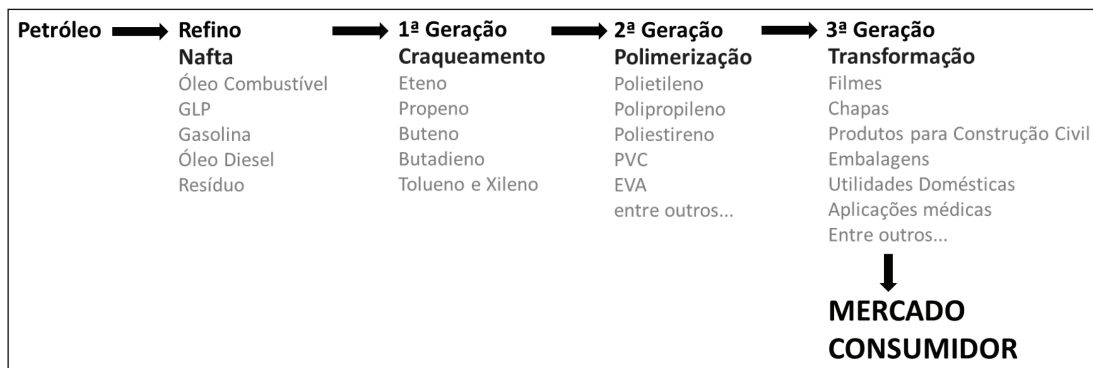 Petróleo
Refino
Nafta
Óleo Combustível
GLP
Gasolina
Óleo Diesel
Resíduo
1ª Geração
Craqueamento
Eteno
Propeno
Buteno
Butadieno
Tolueno e Xileno
2ª Geração
Polimerização
Polietileno
Polipropileno
Poliestireno
PVC
EVA
entre outros...
3ª Geração
Transformação
Filmes
Chapas
Produtos para Construção Civil
Embalagens
Utilidades Domésticas
Aplicações médicas
Entre outros...
MERCADO
CONSUMIDOR